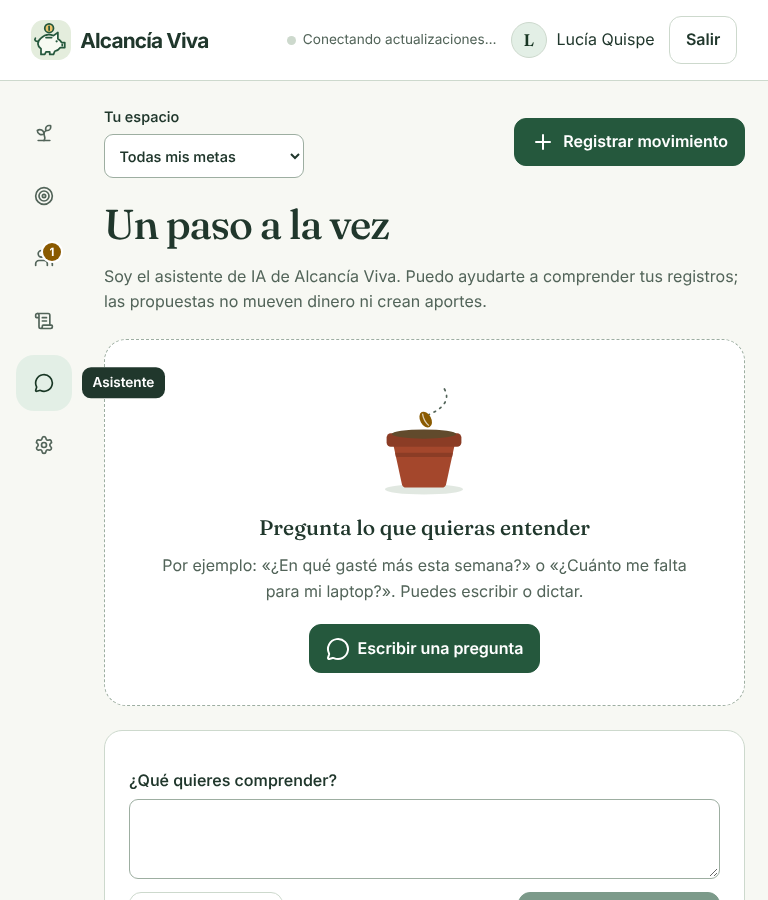 Alcancía Viva
Conectando actualizaciones...
L
Lucía Quispe
Salir
Tu espacio
Todas mis metas
Registrar movimiento
Un paso a la vez
1
Soy el asistente de IA de Alcancía Viva. Puedo ayudarte a comprender tus registros;
las propuestas no mueven dinero ni crean aportes.
Asistente
Pregunta lo que quieras entender
Por ejemplo: «¿En qué gasté más esta semana?» o «¿Cuánto me falta
para mi laptop?». Puedes escribir o dictar.
Escribir una pregunta
¿Qué quieres comprender?